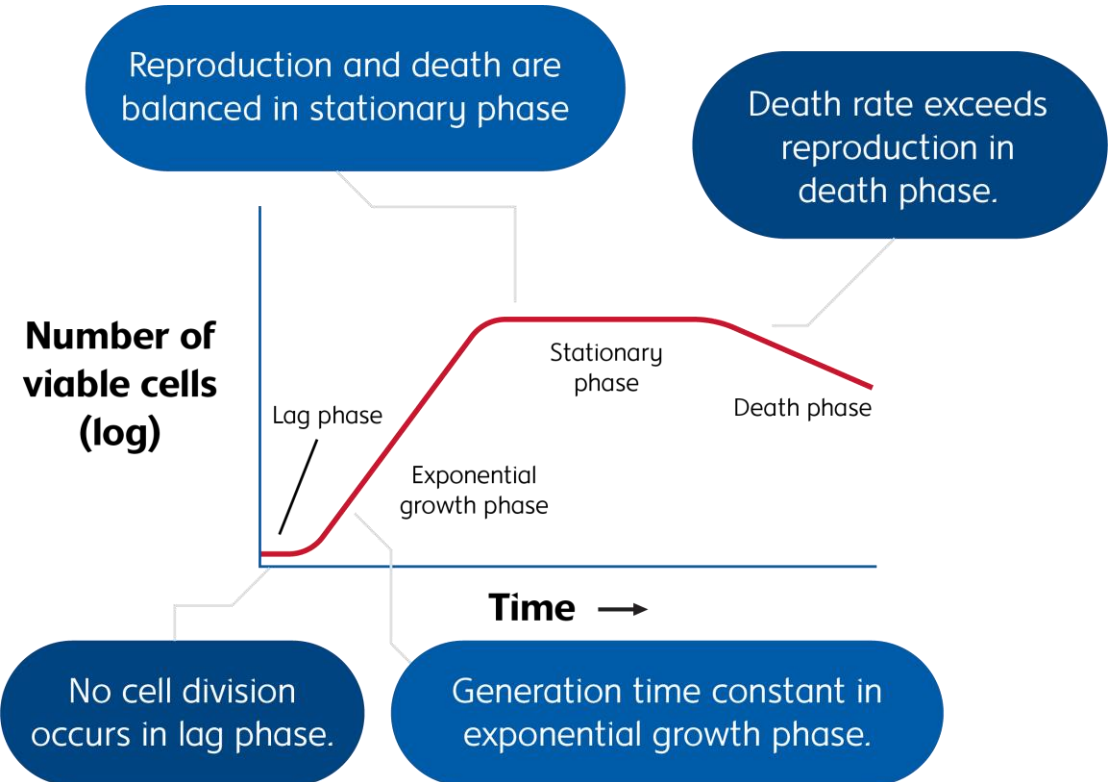 Reproduction and death are
balanced in stationary phase
Death rate exceeds
reproduction in
death phase.
Number of
viable cells
(log)
Lag phase
Stationary
phase
Death phase
Exponential
growth phase
Time →
No cell division
occurs in lag phase.
Generation time constant in
exponential growth phase.